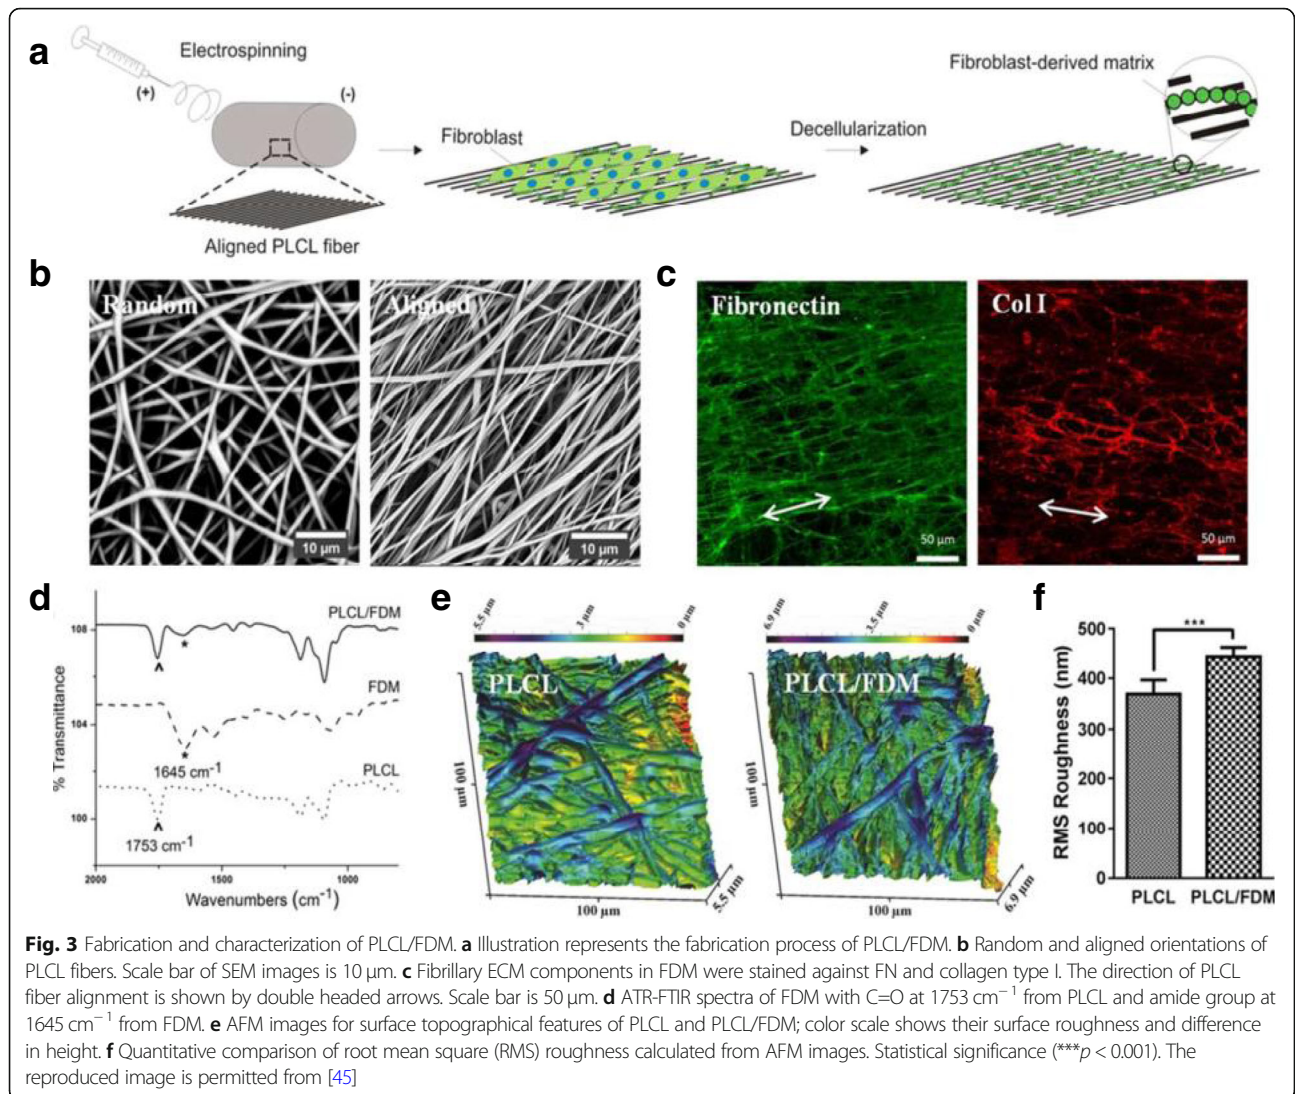 a
Electrospinning
(+)
(-)
Aligned PLCL fiber
Fibroblast
Decellularization
Fibroblast-derived matrix
b
Random
10 µm
Aligned
10 µm
c
Fibronectin
50 µm
Col I
50 µm
d
% Transmittance
108
104
100
PLCL/FDM
^
*
FDM
*
1645 cm⁻¹
PLCL
^
1753 cm⁻¹
2000
1500
1000
Wavenumbers (cm⁻¹)
e
5.5 µm
3 µm
0 µm
PLCL
100 µm
100 µm
5.5 µm
6.9 µm
3.5 µm
0 µm
PLCL/FDM
100 µm
100 µm
6.9 µm
f
RMS Roughness (nm)
500
400
300
200
100
0
***
PLCL
PLCL/FDM
Fig. 3 Fabrication and characterization of PLCL/FDM. a Illustration represents the fabrication process of PLCL/FDM. b Random and aligned orientations of
PLCL fibers. Scale bar of SEM images is 10 µm. c Fibrillary ECM components in FDM were stained against FN and collagen type I. The direction of PLCL
fiber alignment is shown by double headed arrows. Scale bar is 50 µm. d ATR-FTIR spectra of FDM with C=O at 1753 cm⁻¹ from PLCL and amide group at
1645 cm⁻¹ from FDM. e AFM images for surface topographical features of PLCL and PLCL/FDM; color scale shows their surface roughness and difference
in height. f Quantitative comparison of root mean square (RMS) roughness calculated from AFM images. Statistical significance (***p < 0.001). The
reproduced image is permitted from [45]